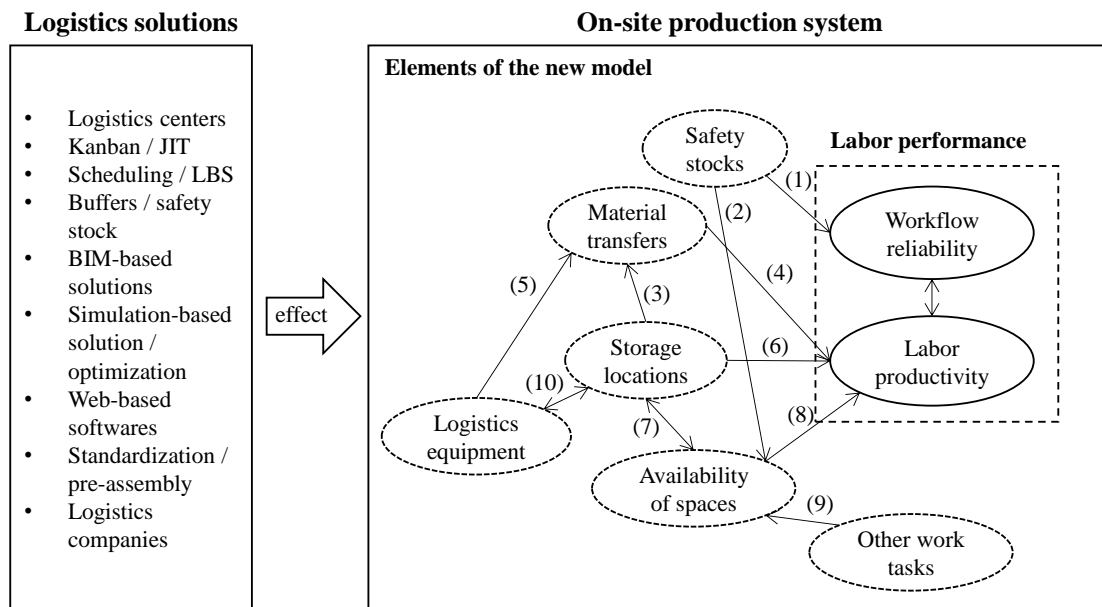 Logistics solutions
On-site production system
Logistics centers
Kanban / JIT
Scheduling / LBS
Buffers / safety
stock
BIM-based
solutions
Simulation-based
solution /
optimization
Web-based
softwares
Standardization /
pre-assembly
Logistics
companies
effect
Elements of the new model
Safety
stocks
Labor performance
(1)
(2)
Material
transfers
Workflow
reliability
(5)
(4)
(3)
Storage
locations
(6)
Labor
productivity
(10)
(7)
(8)
Logistics
equipment
Availability
of spaces
(9)
Other work
tasks